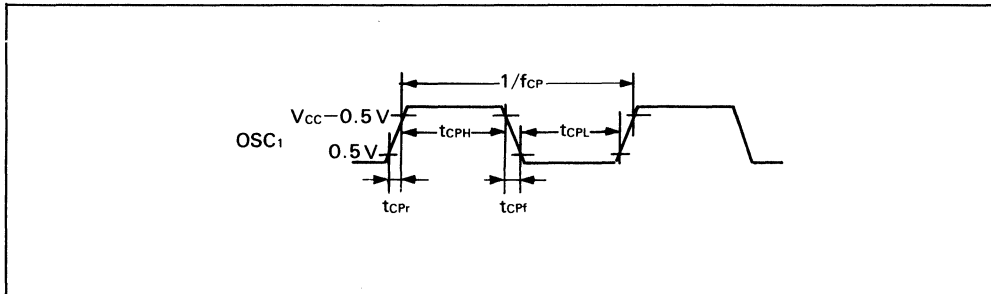 1/fCP
VCC−0.5 V
OSC1
tCPH
tCPL
0.5 V
tCPr
tCPf